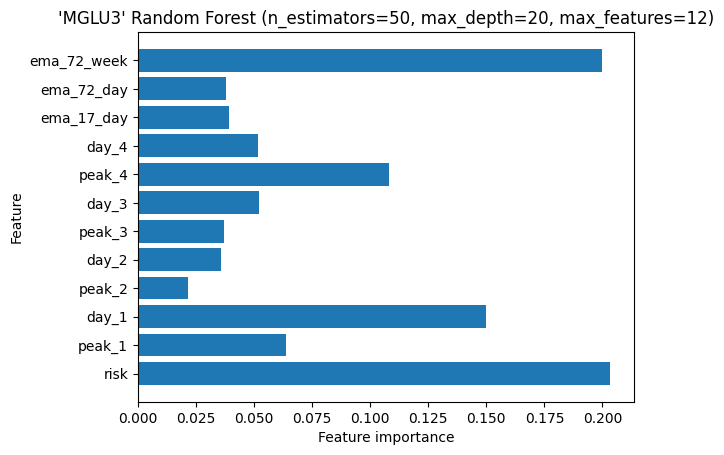 'MGLU3' Random Forest (n_estimators=50, max_depth=20, max_features=12)
ema_72_week
ema_72_day
ema_17_day
day_4
peak_4
day_3
peak_3
day_2
peak_2
day_1
peak_1
risk
Feature
0.000 0.025 0.050 0.075 0.100 0.125 0.150 0.175 0.200
Feature importance